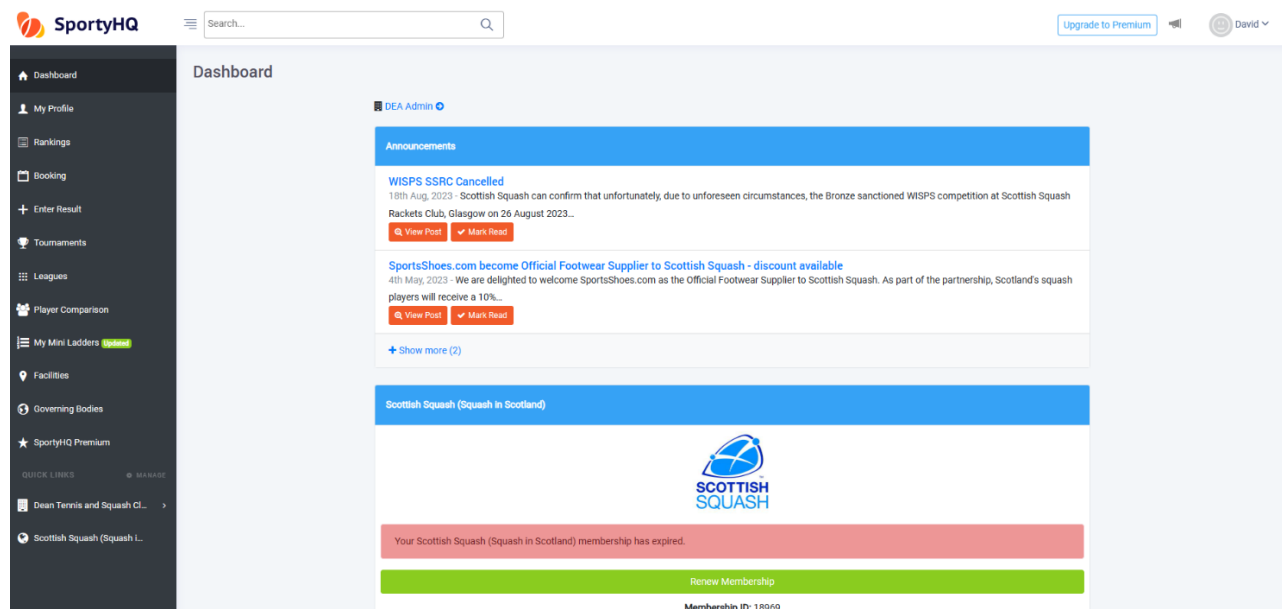 SportyHQ
Search...
Upgrade to Premium
David
Dashboard
My Profile
Rankings
Booking
Enter Result
Tournaments
Leagues
Player Comparison
My Mini Ladders Updated
Facilities
Governing Bodies
SportyHQ Premium
QUICK LINKS MANAGE
Dean Tennis and Squash Cl...
Scottish Squash (Squash i...
Dashboard
DEA Admin
Announcements
WISPS SSRC Cancelled
18th Aug, 2023 - Scottish Squash can confirm that unfortunately, due to unforeseen circumstances, the Bronze sanctioned WISPS competition at Scottish Squash
Rackets Club, Glasgow on 26 August 2023...
View Post Mark Read
SportsShoes.com become Official Footwear Supplier to Scottish Squash - discount available
4th May, 2023 - We are delighted to welcome SportsShoes.com as the Official Footwear Supplier to Scottish Squash. As part of the partnership, Scotland's squash
players will receive a 10%...
View Post Mark Read
Show more (2)
Scottish Squash (Squash in Scotland)
SCOTTISH
SQUASH
Your Scottish Squash (Squash in Scotland) membership has expired.
Renew Membership
Membership ID: 18969